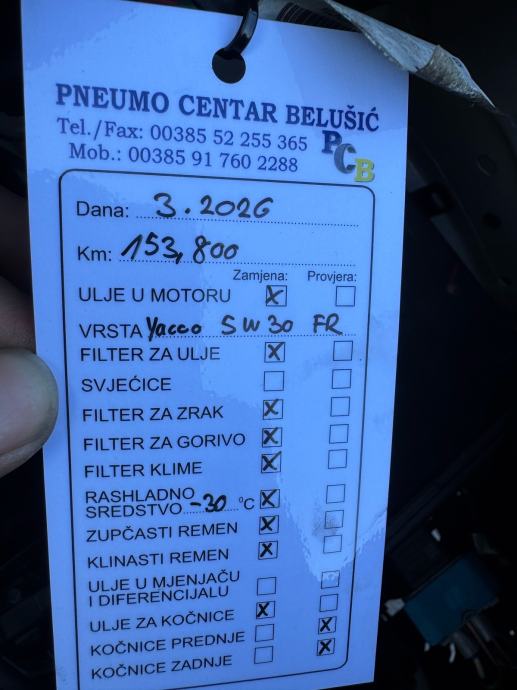 PNEUMO CENTAR BELUŠIĆ
Tel./Fax: 00385 52 255 365
Mob.: 00385 91 760 2288
PCB
Dana: 3.2026
Km: 153,800
Zamjena: Provjera:
ULJE U MOTORU X
VRSTA Yacco 5W30 FR
FILTER ZA ULJE X
SVJEĆICE
FILTER ZA ZRAK X
FILTER ZA GORIVO X
FILTER KLIME X
RASHLADNO
SREDSTVO -30 °C X
ZUPČASTI REMEN X
KLINASTI REMEN X
ULJE U MJENJAČU
I DIFERENCIJALU
ULJE ZA KOČNICE X
KOČNICE PREDNJE X
KOČNICE ZADNJE X